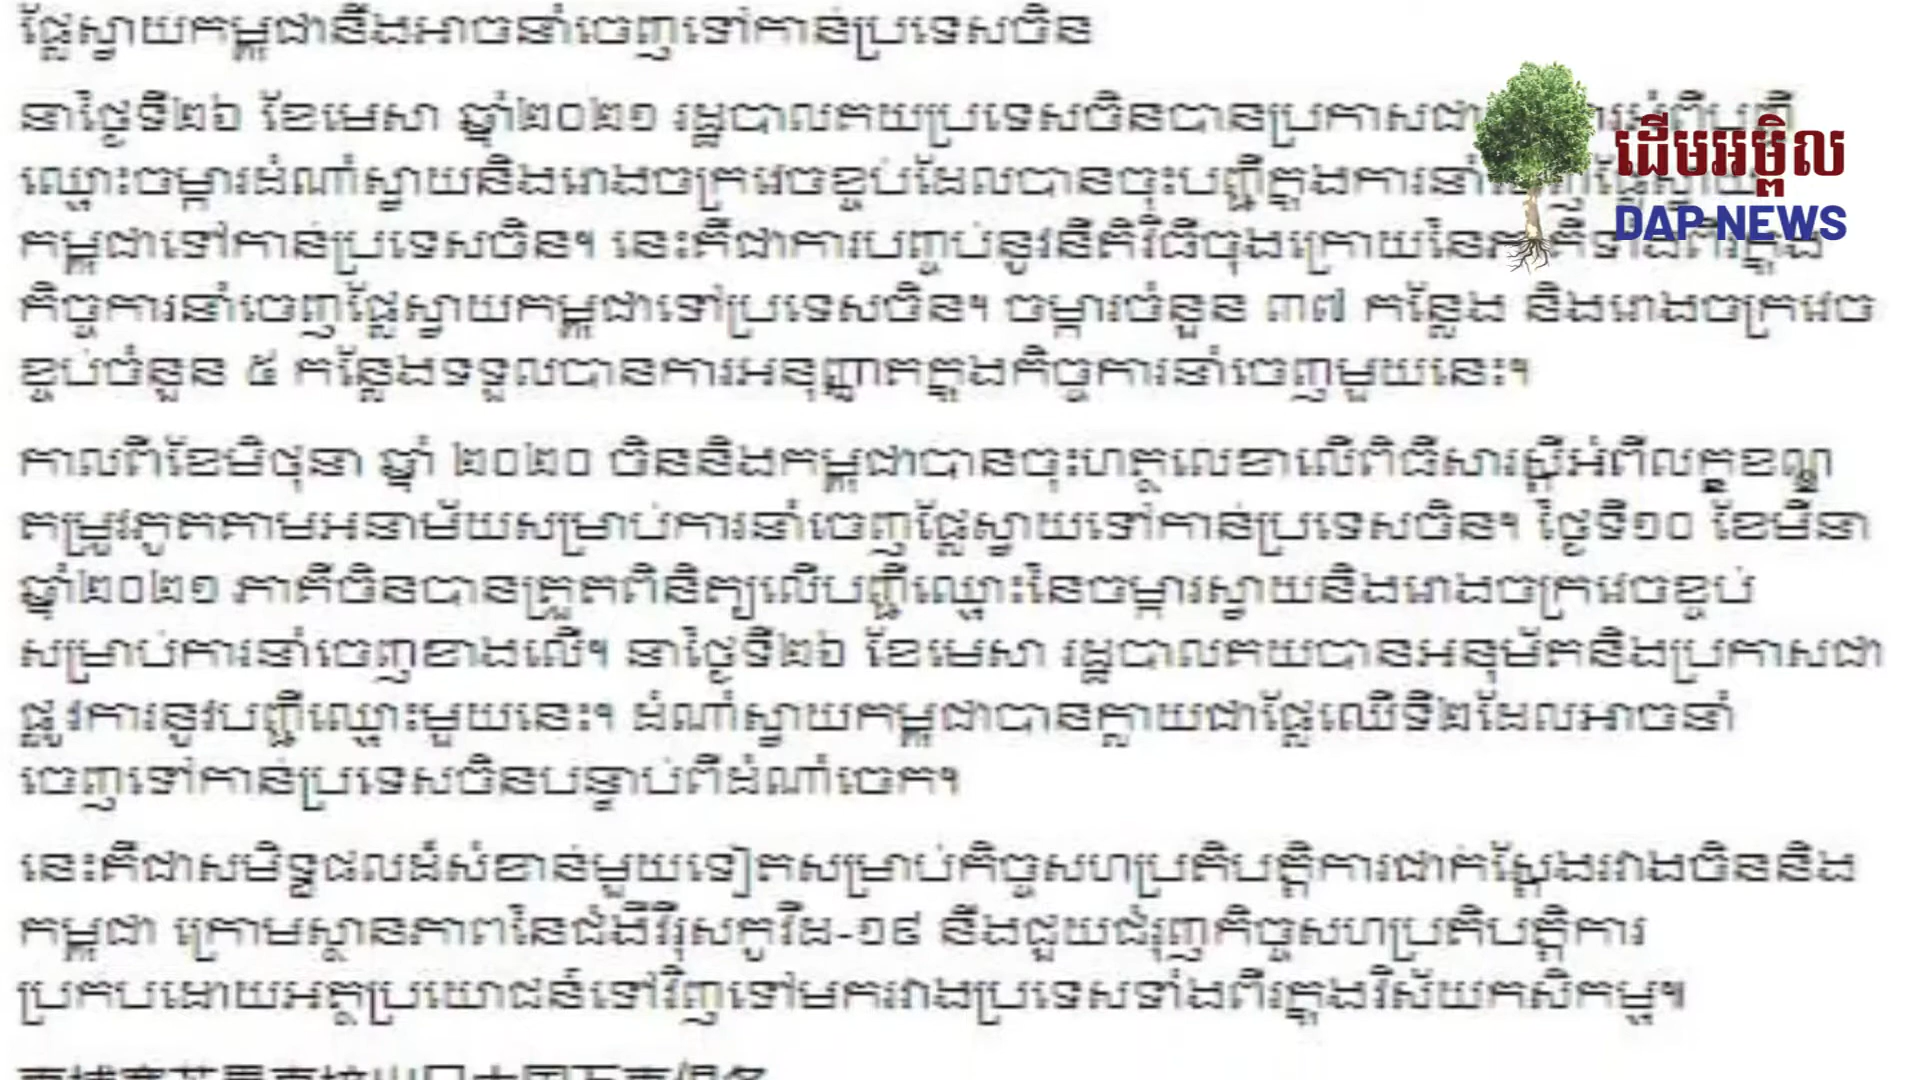 ផ្លែស្វាយកម្ពុជានឹងអាចនាំចេញទៅកាន់ប្រទេសចិន
នាថ្ងៃទី២៦ ខែមេសា ឆ្នាំ២០២១ រដ្ឋបាលគយប្រទេសចិនបានប្រកាសជា
ឈ្មោះចម្ការដំណាំស្វាយនិងរោងចក្រវេចខ្ចប់ដែលបានចុះបញ្ជីក្នុងការនាំចេញផ្លែស្វាយ
កម្ពុជាទៅកាន់ប្រទេសចិន។ នេះគឺជាការបញ្ចប់នូវនីតិវិធីចុងក្រោយនៃភាគីទាំងពីរក្នុង
កិច្ចការនាំចេញផ្លែស្វាយកម្ពុជាទៅប្រទេសចិន។ ចម្ការចំនួន ៣៧ កន្លែង និងរោងចក្រវេច
ខ្ចប់ចំនួន ៥ កន្លែងទទួលបានការអនុញ្ញាតក្នុងកិច្ចការនាំចេញមួយនេះ។
កាលពីខែមិថុនា ឆ្នាំ ២០២០ ចិននិងកម្ពុជាបានចុះហត្ថលេខាលើពិធីសារស្តីអំពីលក្ខខណ្ឌ
តម្រូវភូតគាមអនាម័យសម្រាប់ការនាំចេញផ្លែស្វាយទៅកាន់ប្រទេសចិន។ ថ្ងៃទី១០ ខែមីនា
ឆ្នាំ២០២១ ភាគីចិនបានត្រួតពិនិត្យលើបញ្ជីឈ្មោះនៃចម្ការស្វាយនិងរោងចក្រវេចខ្ចប់
សម្រាប់ការនាំចេញខាងលើ។ នាថ្ងៃទី២៦ ខែមេសា រដ្ឋបាលគយបានអនុម័តនិងប្រកាសជា
ផ្លូវការនូវបញ្ជីឈ្មោះមួយនេះ។ ដំណាំស្វាយកម្ពុជាបានក្លាយជាផ្លែឈើទី២ដែលអាចនាំ
ចេញទៅកាន់ប្រទេសចិនបន្ទាប់ពីដំណាំចេក។
នេះគឺជាសមិទ្ធផលដ៏សំខាន់មួយទៀតសម្រាប់កិច្ចសហប្រតិបត្តិការជាក់ស្តែងរវាងចិននិង
កម្ពុជា ក្រោមស្ថានភាពនៃជំងឺវីរុសកូវីដ-១៩ នឹងជួយជំរុញកិច្ចសហប្រតិបត្តិការ
ប្រកបដោយអត្ថប្រយោជន៍ទៅវិញទៅមករវាងប្រទេសទាំងពីរក្នុងវិស័យកសិកម្ម។
ដើមអម្ពិល
DAP NEWS